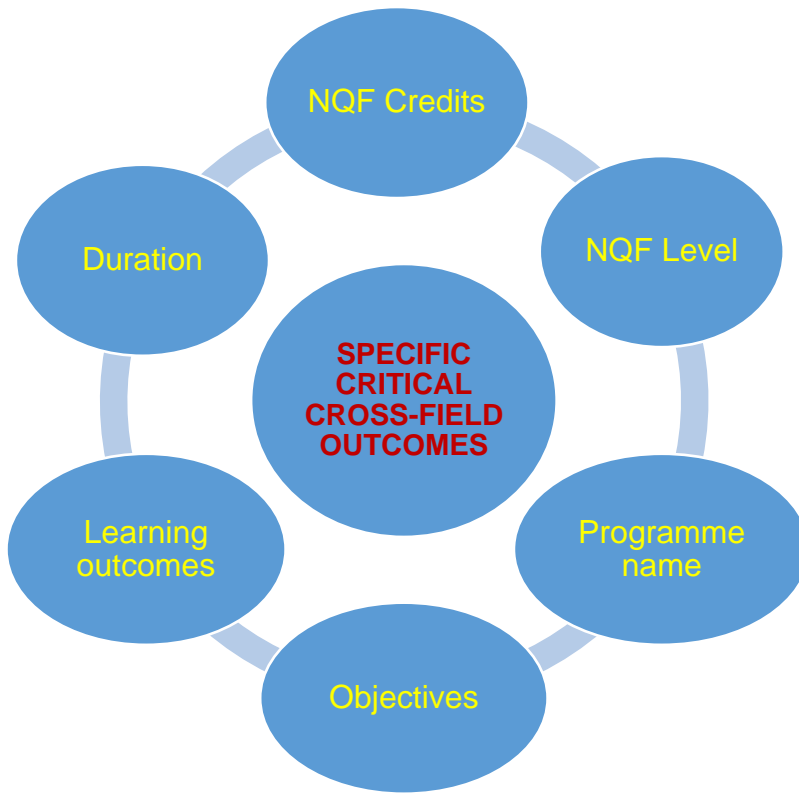 NQF Credits
NQF Level
Programme
name
Objectives
Learning
outcomes
Duration
SPECIFIC
CRITICAL
CROSS-FIELD
OUTCOMES